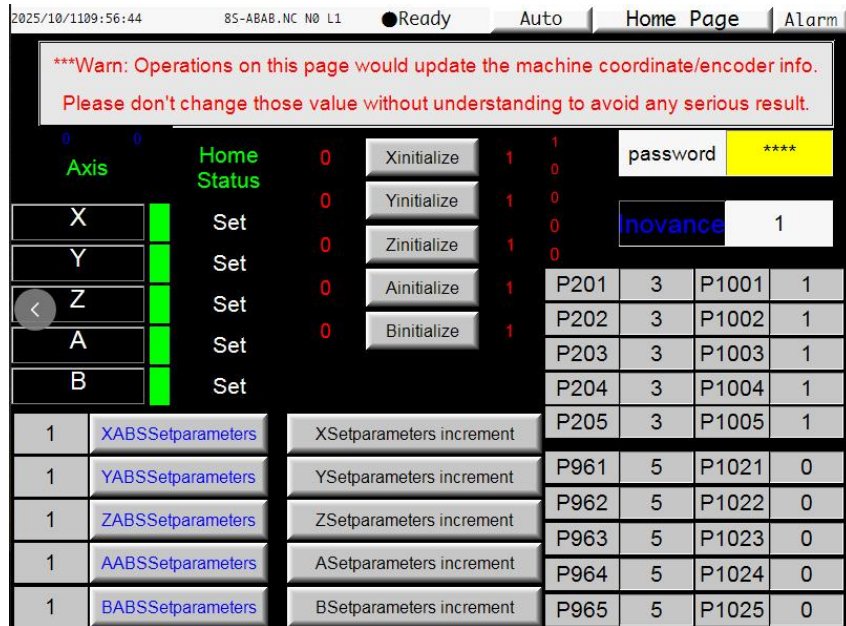 2025/10/1109:56:44 8S-ABAB.NC N0 L1 ●Ready Auto Home Page Alarm
***Warn: Operations on this page would update the machine coordinate/encoder info.
Please don't change those value without understanding to avoid any serious result.
0 0
Axis
Home
Status
0 Xinitialize 1
0 Yinitialize 1
0 Zinitialize 1
0 Ainitialize 1
0 Binitialize 1
1
0
0
0
0
password ****
Inovance 1
X Set
Y Set
Z Set
A Set
B Set
P201 3 P1001 1
P202 3 P1002 1
P203 3 P1003 1
P204 3 P1004 1
P205 3 P1005 1
1 XABSSetparameters XSetparameters increment
1 YABSSetparameters YSetparameters increment
1 ZABSSetparameters ZSetparameters increment
1 AABSSetparameters ASetparameters increment
1 BABSSetparameters BSetparameters increment
P961 5 P1021 0
P962 5 P1022 0
P963 5 P1023 0
P964 5 P1024 0
P965 5 P1025 0